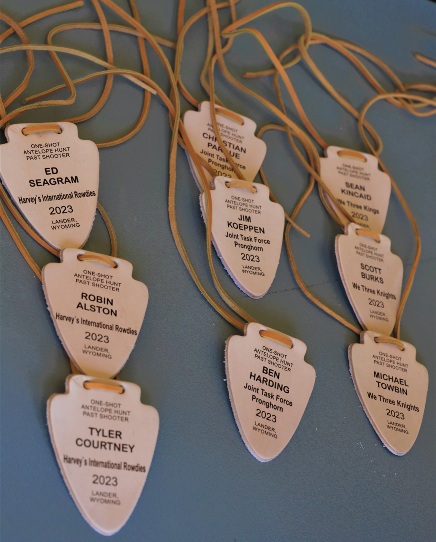 ONE-SHOT
ANTELOPE HUNT
PAST SHOOTER
ED
SEAGRAM
Harvey's International Rowdies
2023
LANDER,
WYOMING
ONE-SHOT
ANTELOPE HUNT
PAST SHOOTER
ROBIN
ALSTON
Harvey's International Rowdies
2023
LANDER,
WYOMING
ONE-SHOT
ANTELOPE HUNT
PAST SHOOTER
TYLER
COURTNEY
Harvey's International Rowdies
2023
LANDER,
WYOMING
ONE-SHOT
ANTELOPE HUNT
PAST SHOOTER
CHRISTIAN
Joint Task Force
Pronghorn
ONE-SHOT
ANTELOPE HUNT
PAST SHOOTER
JIM
KOEPPEN
Joint Task Force
Pronghorn
2023
LANDER,
WYOMING
ONE-SHOT
ANTELOPE HUNT
PAST SHOOTER
BEN
HARDING
Joint Task Force
Pronghorn
2023
LANDER,
WYOMING
ONE-SHOT
ANTELOPE HUNT
PAST SHOOTER
SEAN
KINCAID
We Three
2023
ONE-SHOT
ANTELOPE HUNT
PAST SHOOTER
SCOTT
BURKS
We Three Knights
2023
LANDER,
WYOMING
ONE-SHOT
ANTELOPE HUNT
PAST SHOOTER
MICHAEL
TOWBIN
We Three Knights
2023
LANDER,
WYOMING